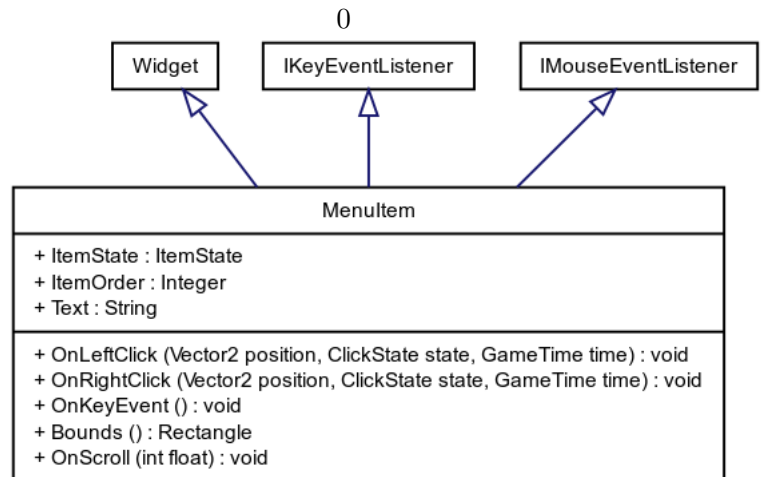 0
Widget IKeyEventListener IMouseEventListener
MenuItem
+ ItemState : ItemState
+ ItemOrder : Integer
+ Text : String
+ OnLeftClick (Vector2 position, ClickState state, GameTime time) : void
+ OnRightClick (Vector2 position, ClickState state, GameTime time) : void
+ OnKeyEvent () : void
+ Bounds () : Rectangle
+ OnScroll (int float) : void